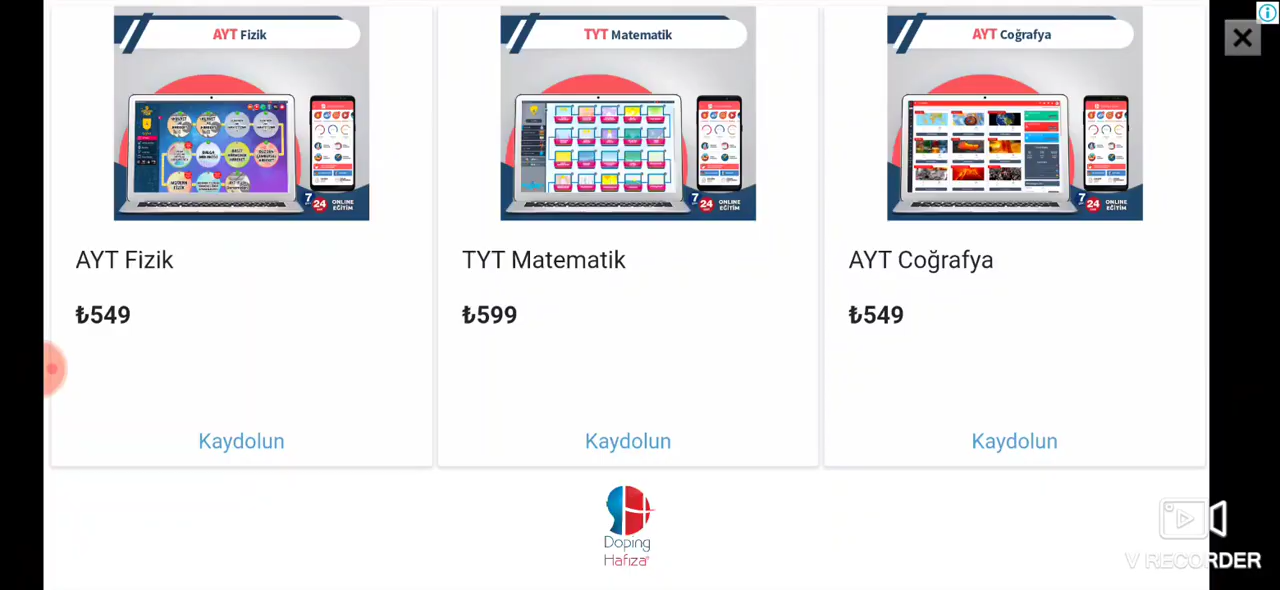 AYT Fizik
TYT Matematik
AYT Coğrafya
7
24
ONLINE
EĞİTİM
7
24
ONLINE
EĞİTİM
7
24
ONLINE
EĞİTİM
AYT Fizik
TYT Matematik
AYT Coğrafya
₺549
₺599
₺549
Kaydolun
Kaydolun
Kaydolun
Doping
Hafıza
V RECORDER